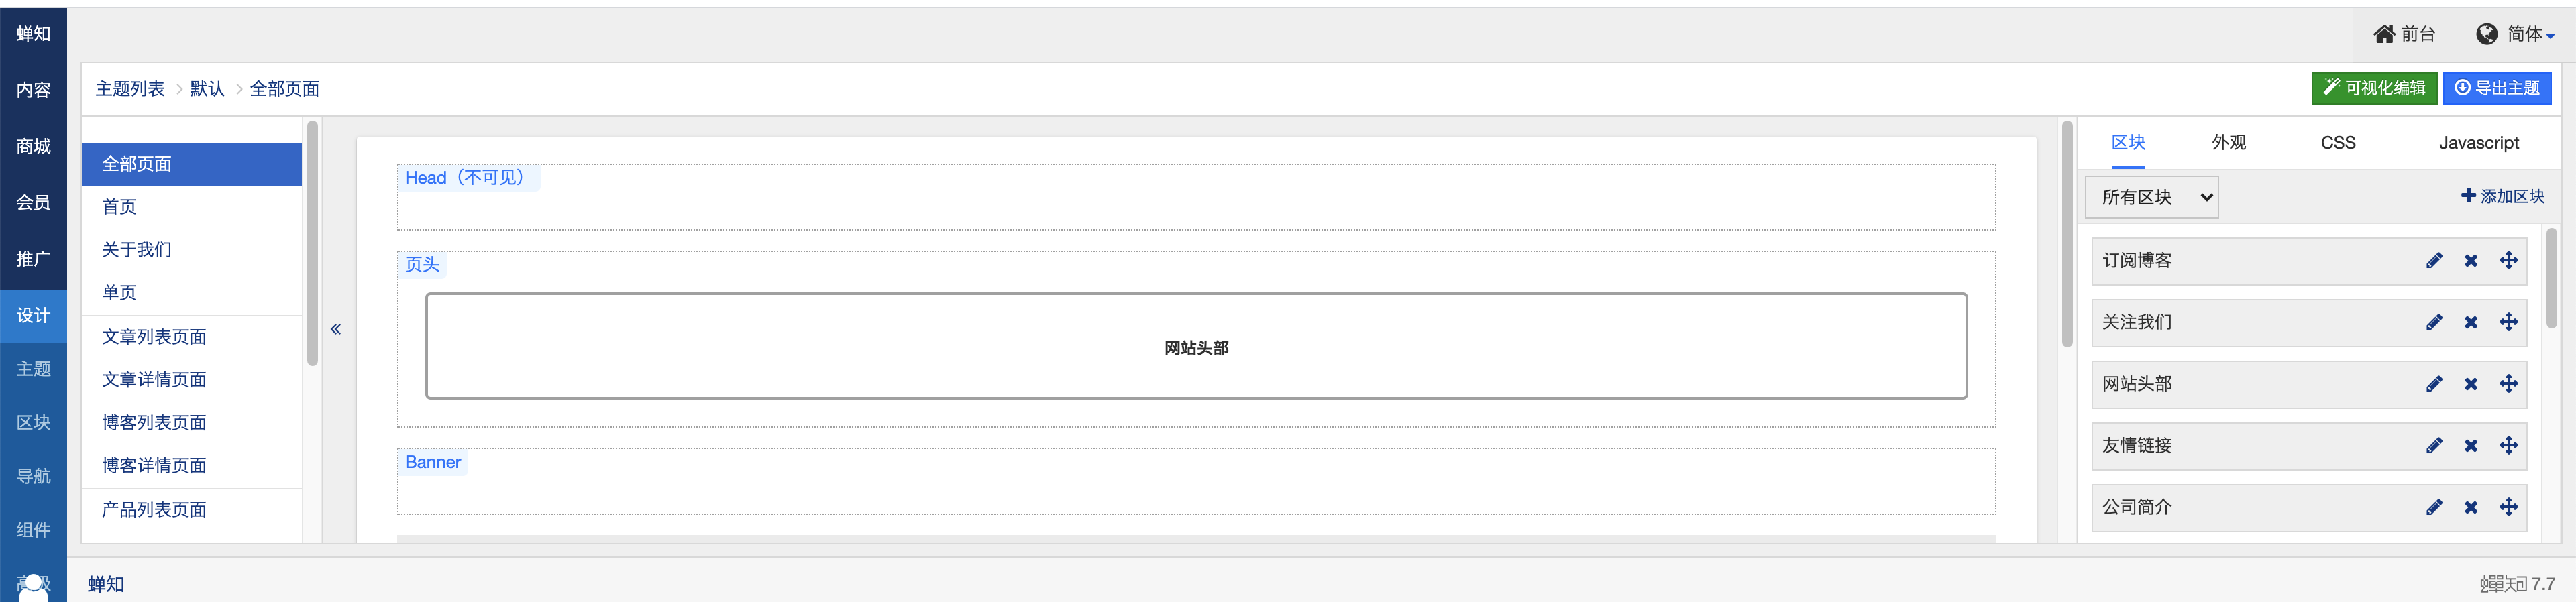 蝉知
内容
商城
会员
推广
设计
主题
区块
导航
组件
高级
前台
简体
主题列表 > 默认 > 全部页面
可视化编辑
导出主题
全部页面
首页
关于我们
单页
文章列表页面
文章详情页面
博客列表页面
博客详情页面
产品列表页面
«
Head（不可见）
页头
网站头部
Banner
区块 外观 CSS Javascript
所有区块
添加区块
订阅博客
关注我们
网站头部
友情链接
公司简介
蝉知
蝉知 7.7